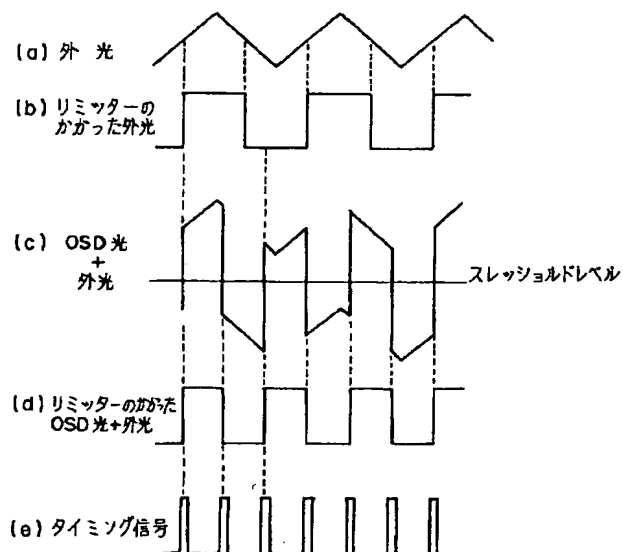 (a) 外光
(b) リミッターの
かかった外光
(c) OSD光
+
外光
スレッショルドレベル
(d) リミッターのかかった
OSD光+外光
(e) タイミング信号